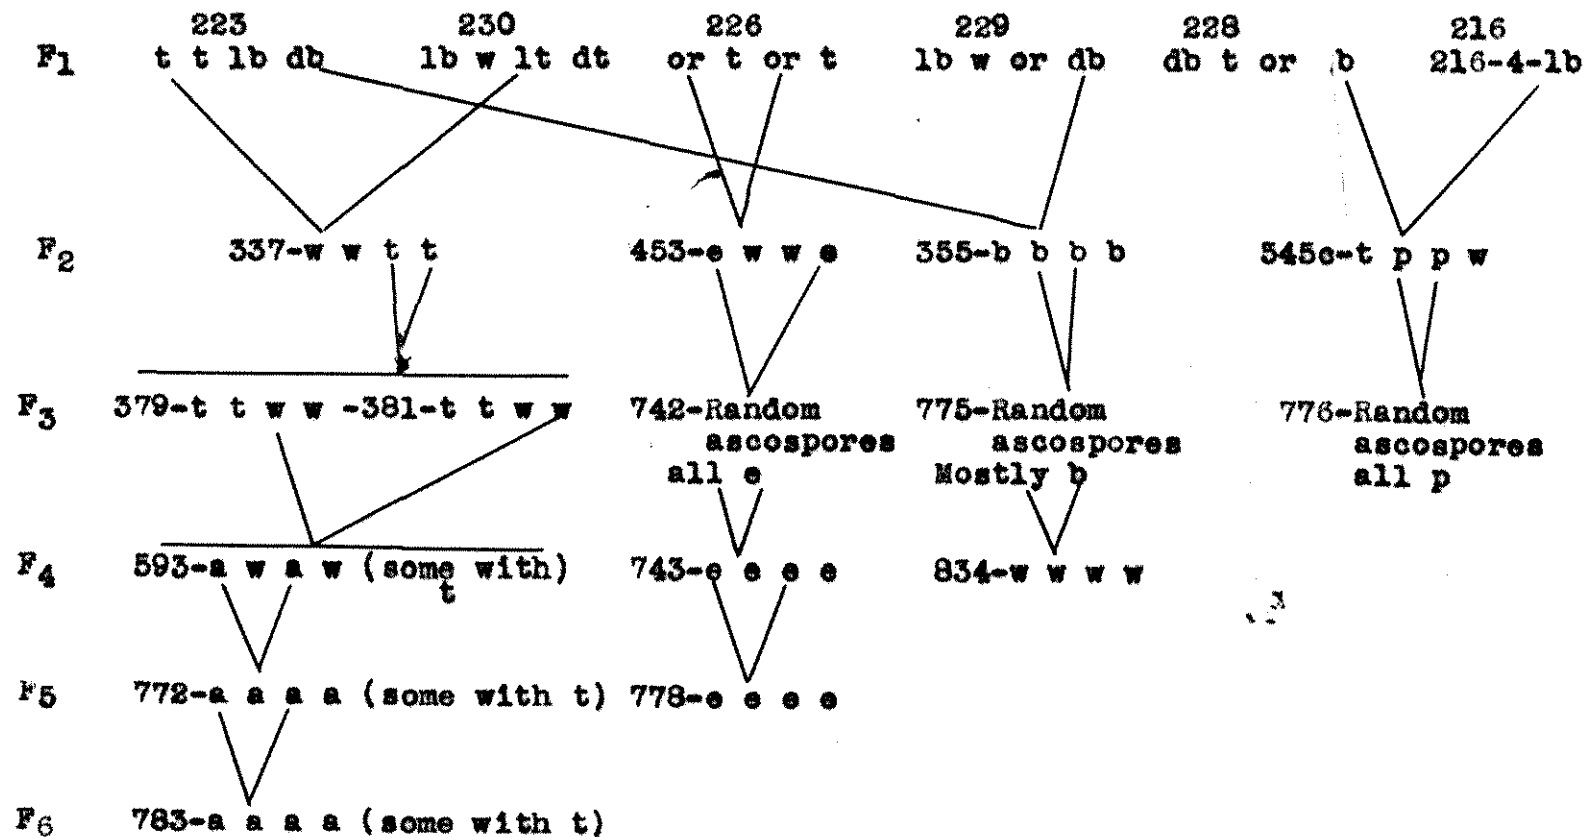 223 230 226 229 228 216
F1 t t lb db lb w lt dt or t or t lb w or db db t or b 216-4-lb
F2 337-w w t t 453-e w w e 355-b b b b 545c-t p p w
F3 379-t t w w -381-t t w w 742-Random 775-Random 776-Random
ascospores ascospores ascospores
all e Mostly b all p
F4 593-a w a w (some with) 743-e e e e 834-w w w w
t
F5 772-a a a a (some with t) 778-e e e e
F6 783-a a a a (some with t)